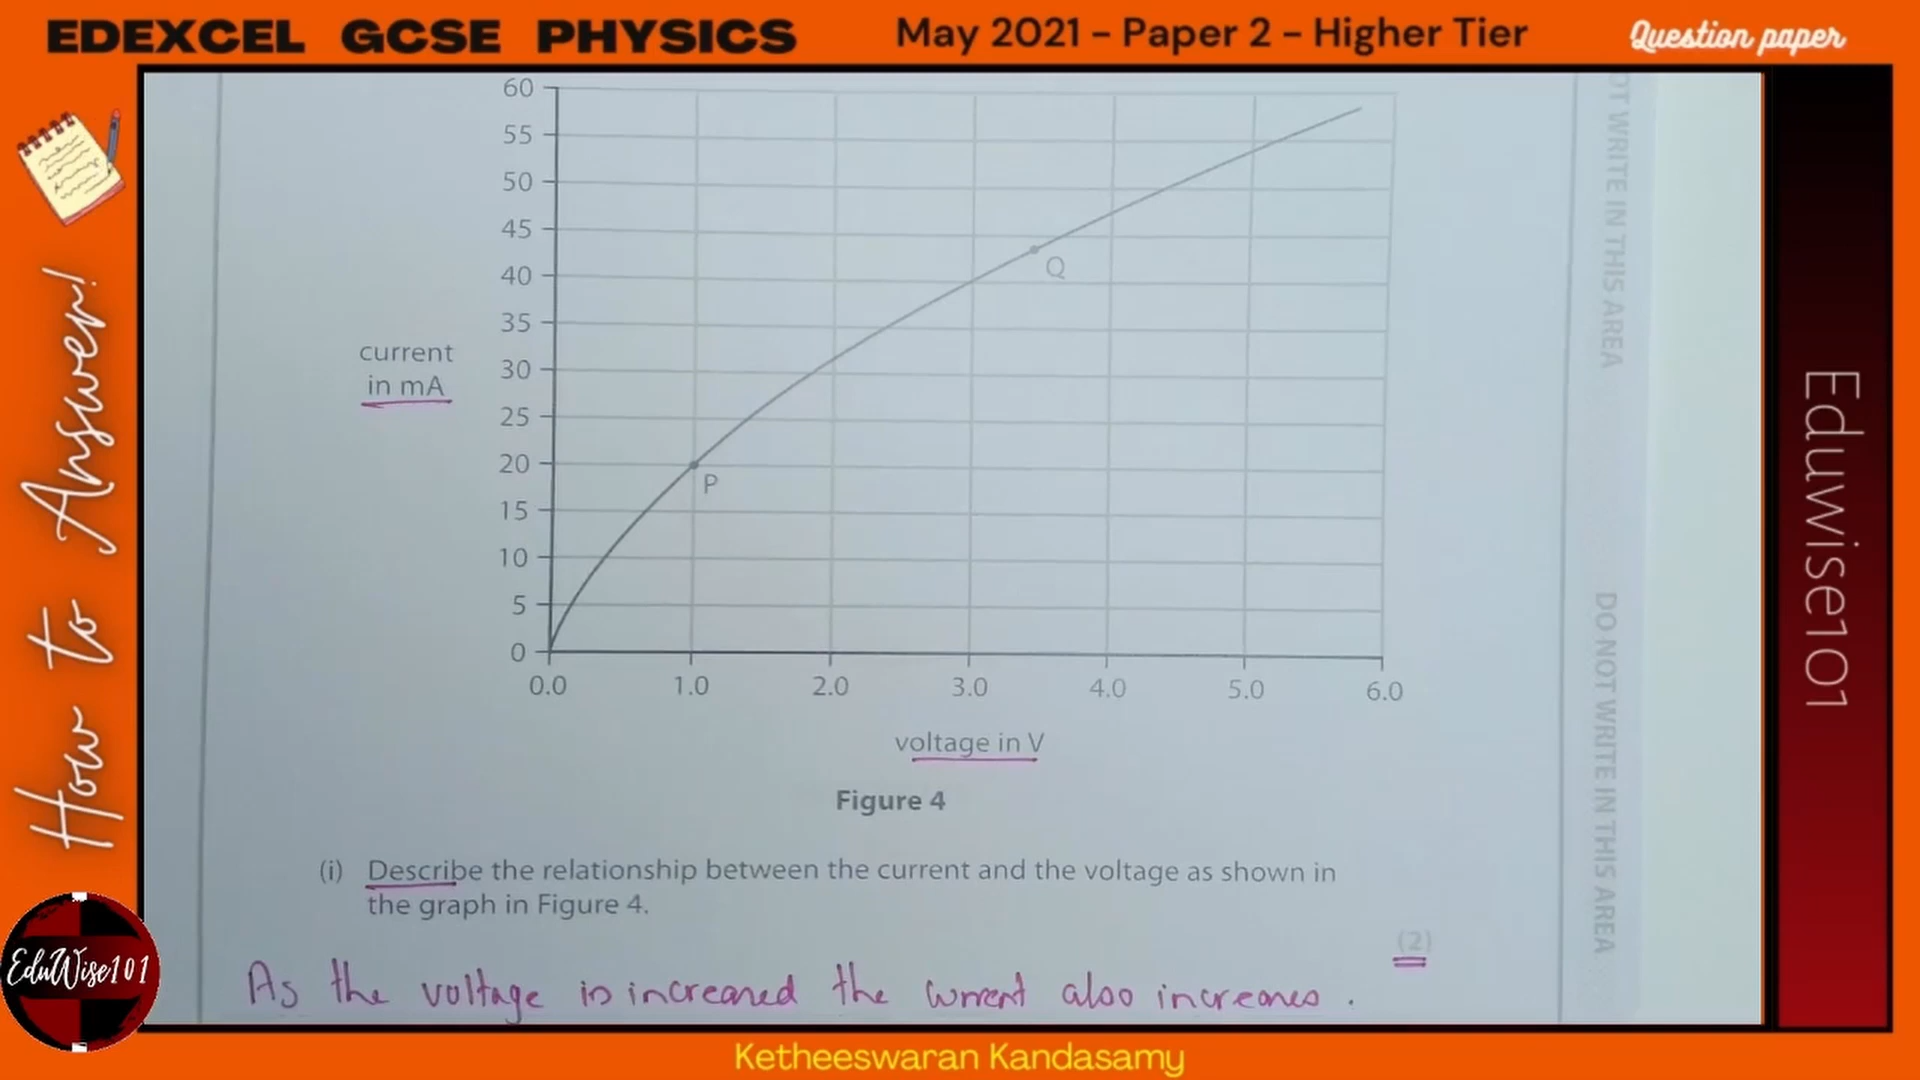 EDEXCEL GCSE PHYSICS
May 2021 - Paper 2 - Higher Tier
Question paper
How to Answer!
60
55
50
45
40
35
30
25
20
15
10
5
0
current
in mA
Q
P
0.0 1.0 2.0 3.0 4.0 5.0 6.0
voltage in V
Figure 4
(i) Describe the relationship between the current and the voltage as shown in
the graph in Figure 4.
(2)
As the voltage is increased the current also increases .
OT WRITE IN THIS AREA
DO NOT WRITE IN THIS AREA
Eduwise101
EduWise101
Ketheeswaran Kandasamy